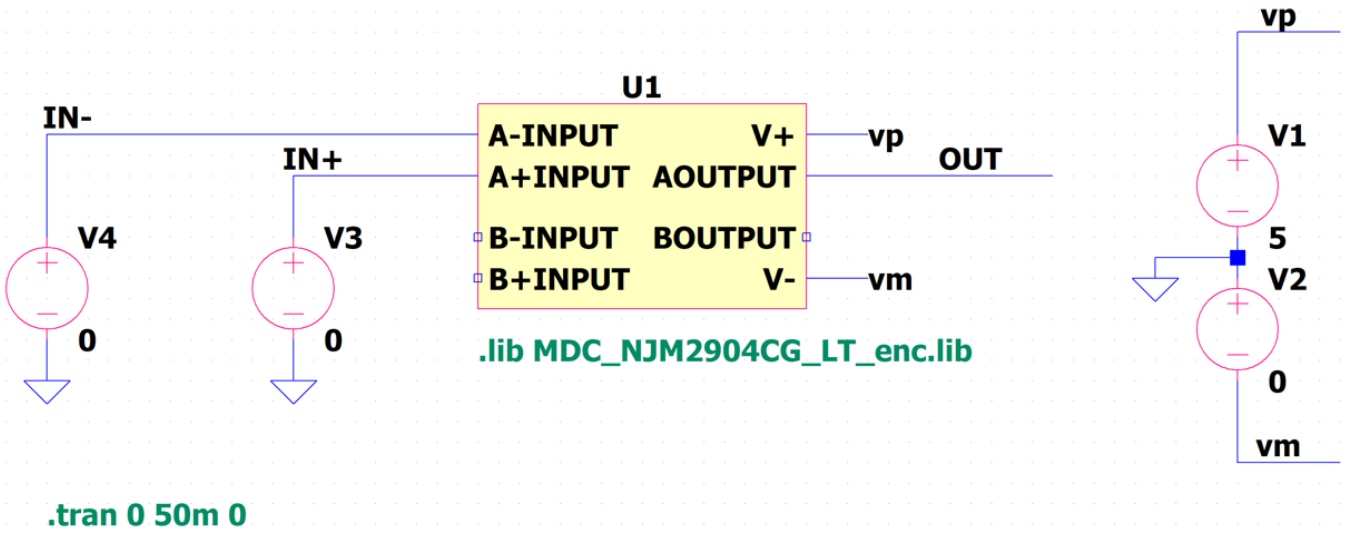 vp
U1
IN-
A-INPUT
V+
vp
V1
IN+
A+INPUT
AOUTPUT
OUT
V4
V3
B-INPUT
BOUTPUT
5
B+INPUT
V-
vm
V2
0
0
.lib MDC_NJM2904CG_LT_enc.lib
0
vm
.tran 0 50m 0